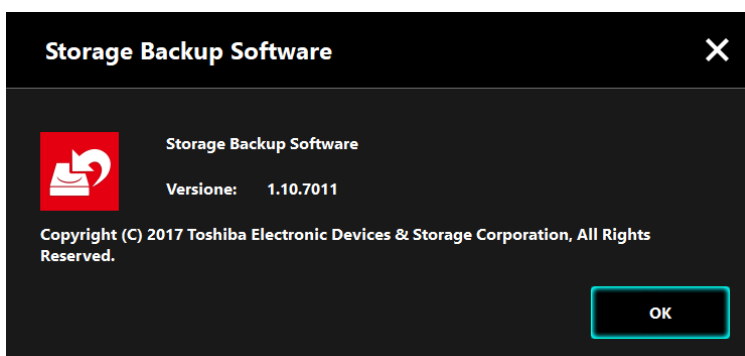 Storage Backup Software
Storage Backup Software
Versione: 1.10.7011
Copyright (C) 2017 Toshiba Electronic Devices & Storage Corporation, All Rights
Reserved.
OK